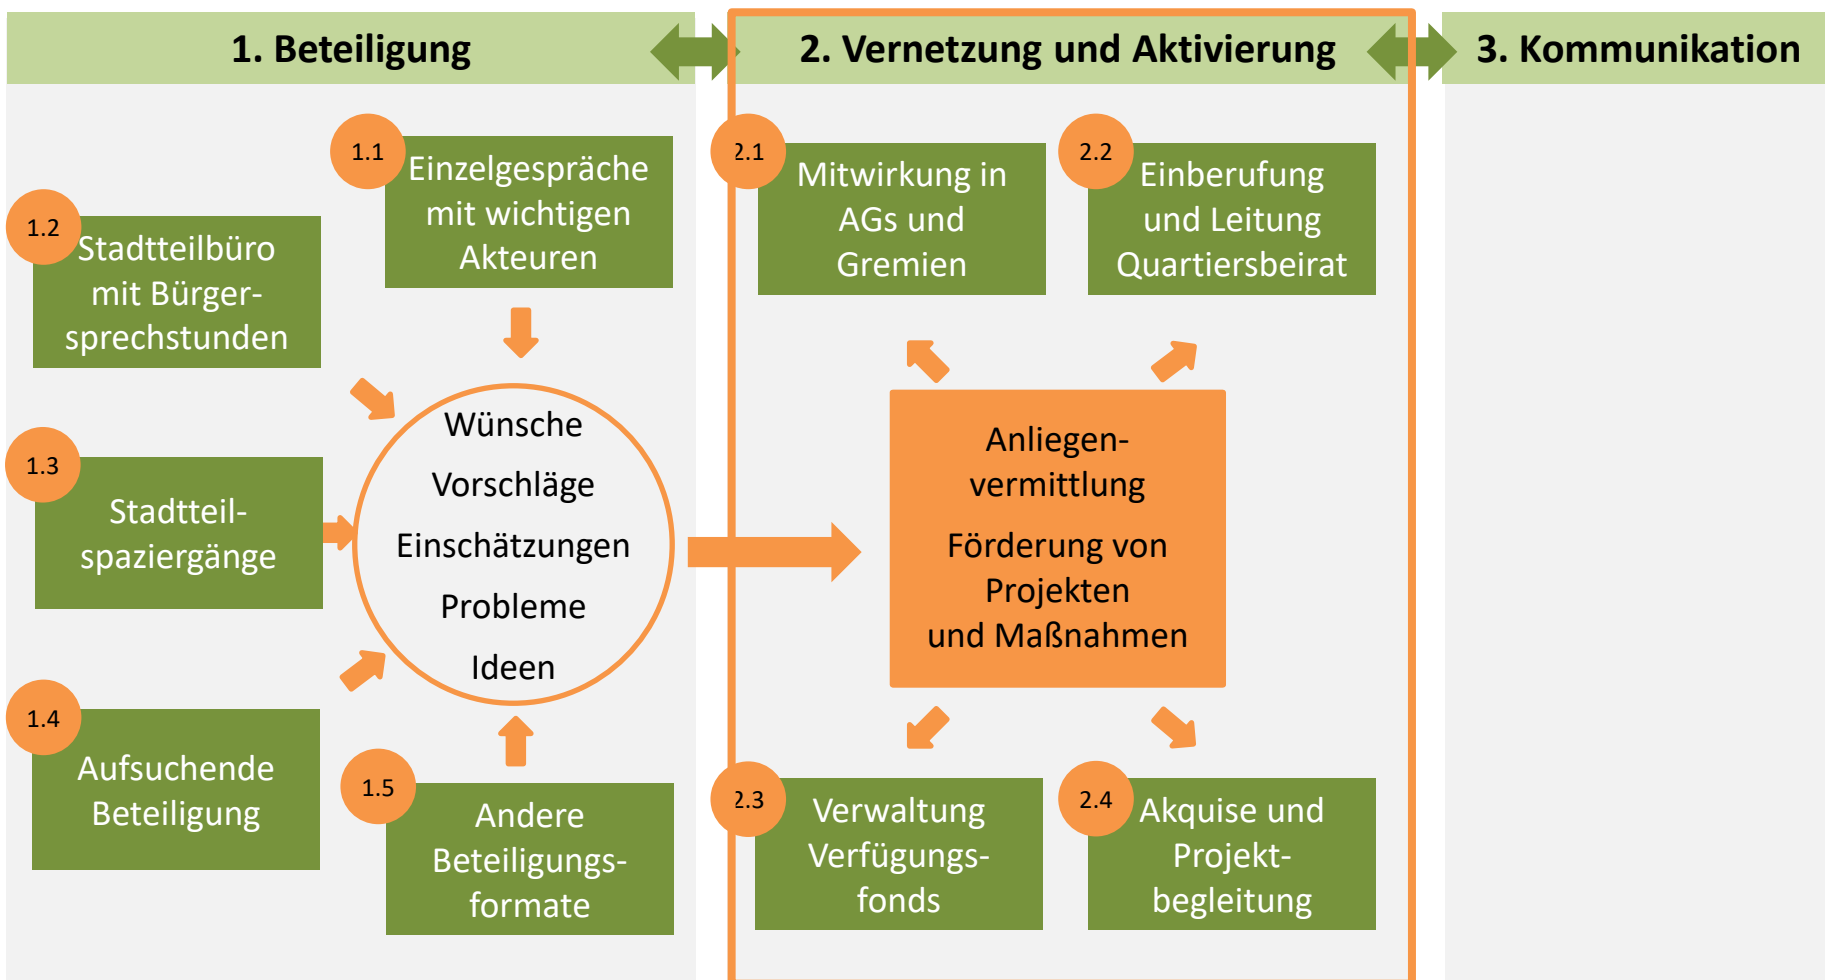 1. Beteiligung
2. Vernetzung und Aktivierung
3. Kommunikation
1.1
Einzelgespräche
mit wichtigen
Akteuren
1.2
Stadtteilbüro
mit Bürger-
sprechstunden
1.3
Stadtteil-
spaziergänge
1.4
Aufsuchende
Beteiligung
1.5
Andere
Beteiligungs-
formate
Wünsche
Vorschläge
Einschätzungen
Probleme
Ideen
2.1
Mitwirkung in
AGs und
Gremien
2.2
Einberufung
und Leitung
Quartiersbeirat
Anliegen-
vermittlung
Förderung von
Projekten
und Maßnahmen
2.3
Verwaltung
Verfügungs-
fonds
2.4
Akquise und
Projekt-
begleitung